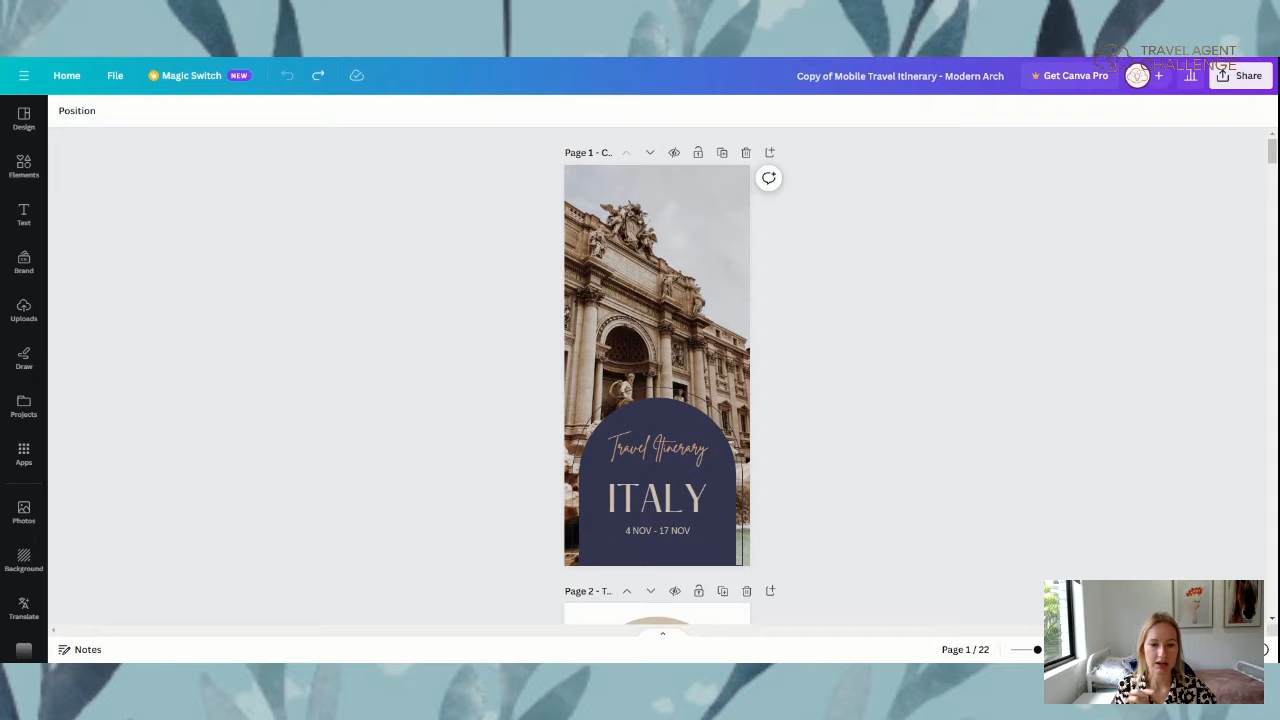 TRAVEL AGENT
CHALLENGE
Home File Magic Switch NEW Copy of Mobile Travel Itinerary - Modern Arch Get Canva Pro + Share
Position
Design
Elements
Text
Brand
Uploads
Draw
Projects
Apps
Photos
Background
Translate
Page 1 - C..
Travel Itinerary
ITALY
4 NOV - 17 NOV
Page 2 - T...
Notes Page 1 / 22